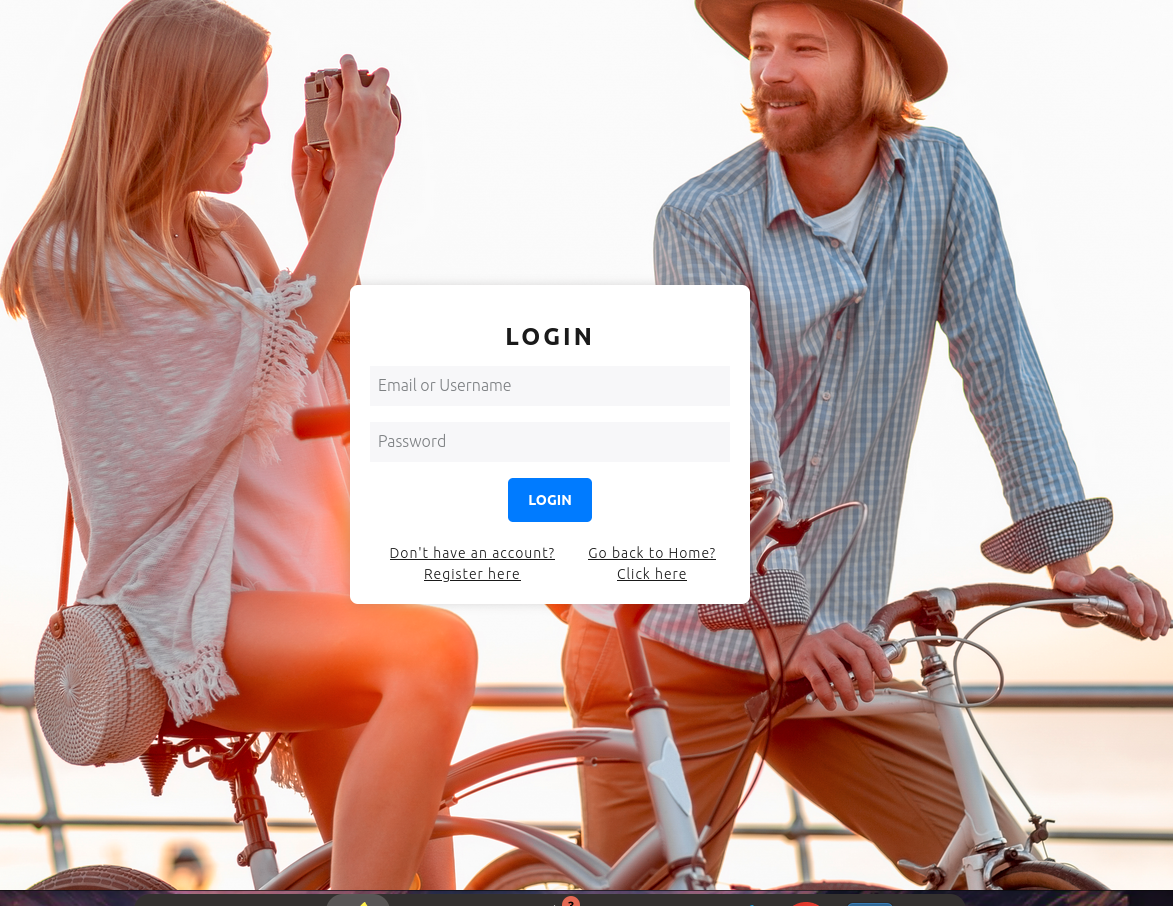 LOGIN
Email or Username
Password
LOGIN
Don't have an account?
Register here
Go back to Home?
Click here